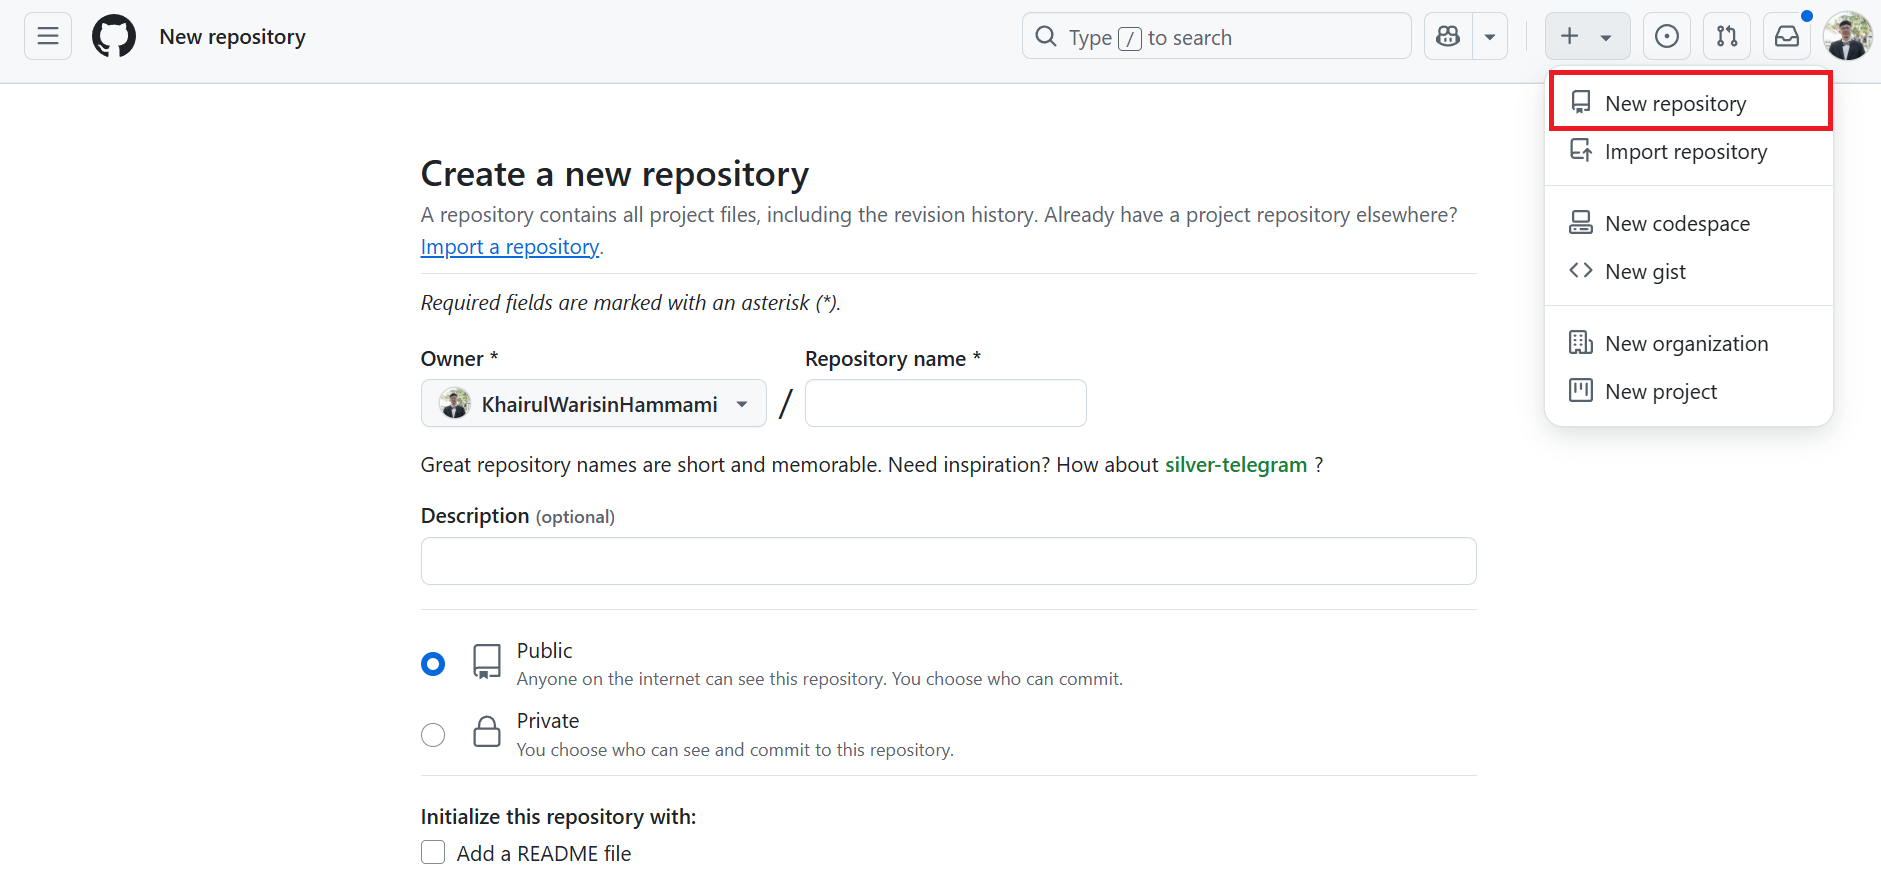 New repository
Type / to search
New repository
Import repository
New codespace
New gist
New organization
New project
Create a new repository
A repository contains all project files, including the revision history. Already have a project repository elsewhere?
Import a repository.
Required fields are marked with an asterisk (*).
Owner *
Repository name *
KhairulWarisinHammami
/
Great repository names are short and memorable. Need inspiration? How about silver-telegram ?
Description (optional)
Public
Anyone on the internet can see this repository. You choose who can commit.
Private
You choose who can see and commit to this repository.
Initialize this repository with:
Add a README file